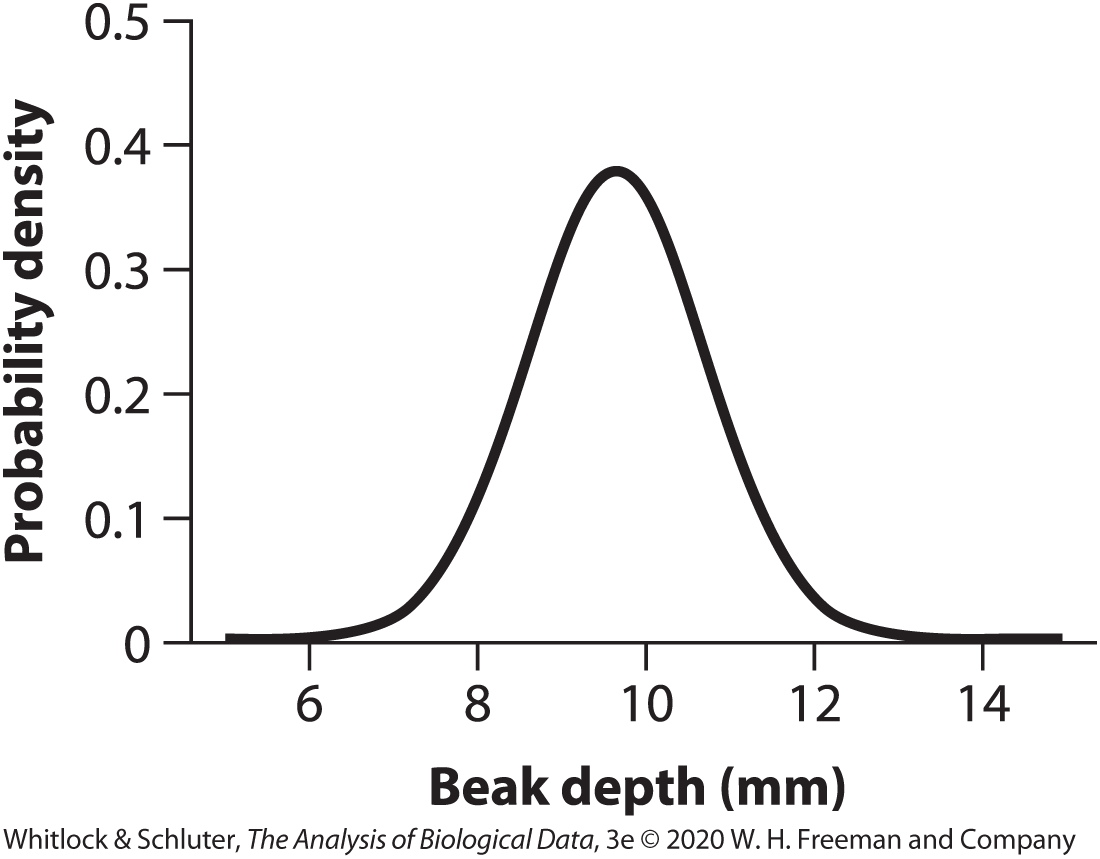 0.5
0.4
0.3
0.2
0.1
0
Probability density
6 8 10 12 14
Beak depth (mm)
Whitlock & Schluter, The Analysis of Biological Data, 3e © 2020 W. H. Freeman and Company